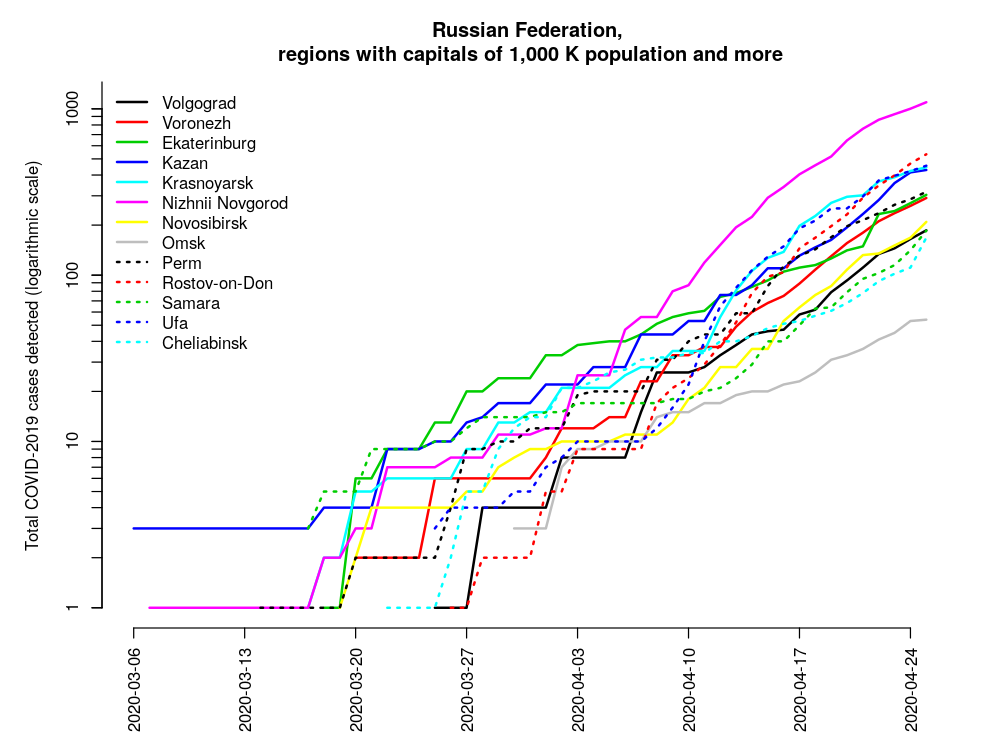 Russian Federation,
regions with capitals of 1,000 K population and more
Total COVID-2019 cases detected (logarithmic scale)
1000
100
10
1
Volgograd
Voronezh
Ekaterinburg
Kazan
Krasnoyarsk
Nizhnii Novgorod
Novosibirsk
Omsk
Perm
Rostov-on-Don
Samara
Ufa
Cheliabinsk
2020-03-06
2020-03-13
2020-03-20
2020-03-27
2020-04-03
2020-04-10
2020-04-17
2020-04-24